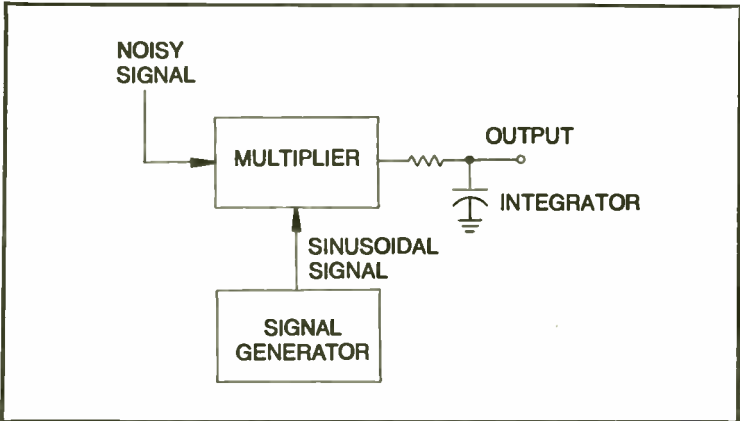 NOISY
SIGNAL
MULTIPLIER
OUTPUT
INTEGRATOR
SINUSOIDAL
SIGNAL
SIGNAL
GENERATOR